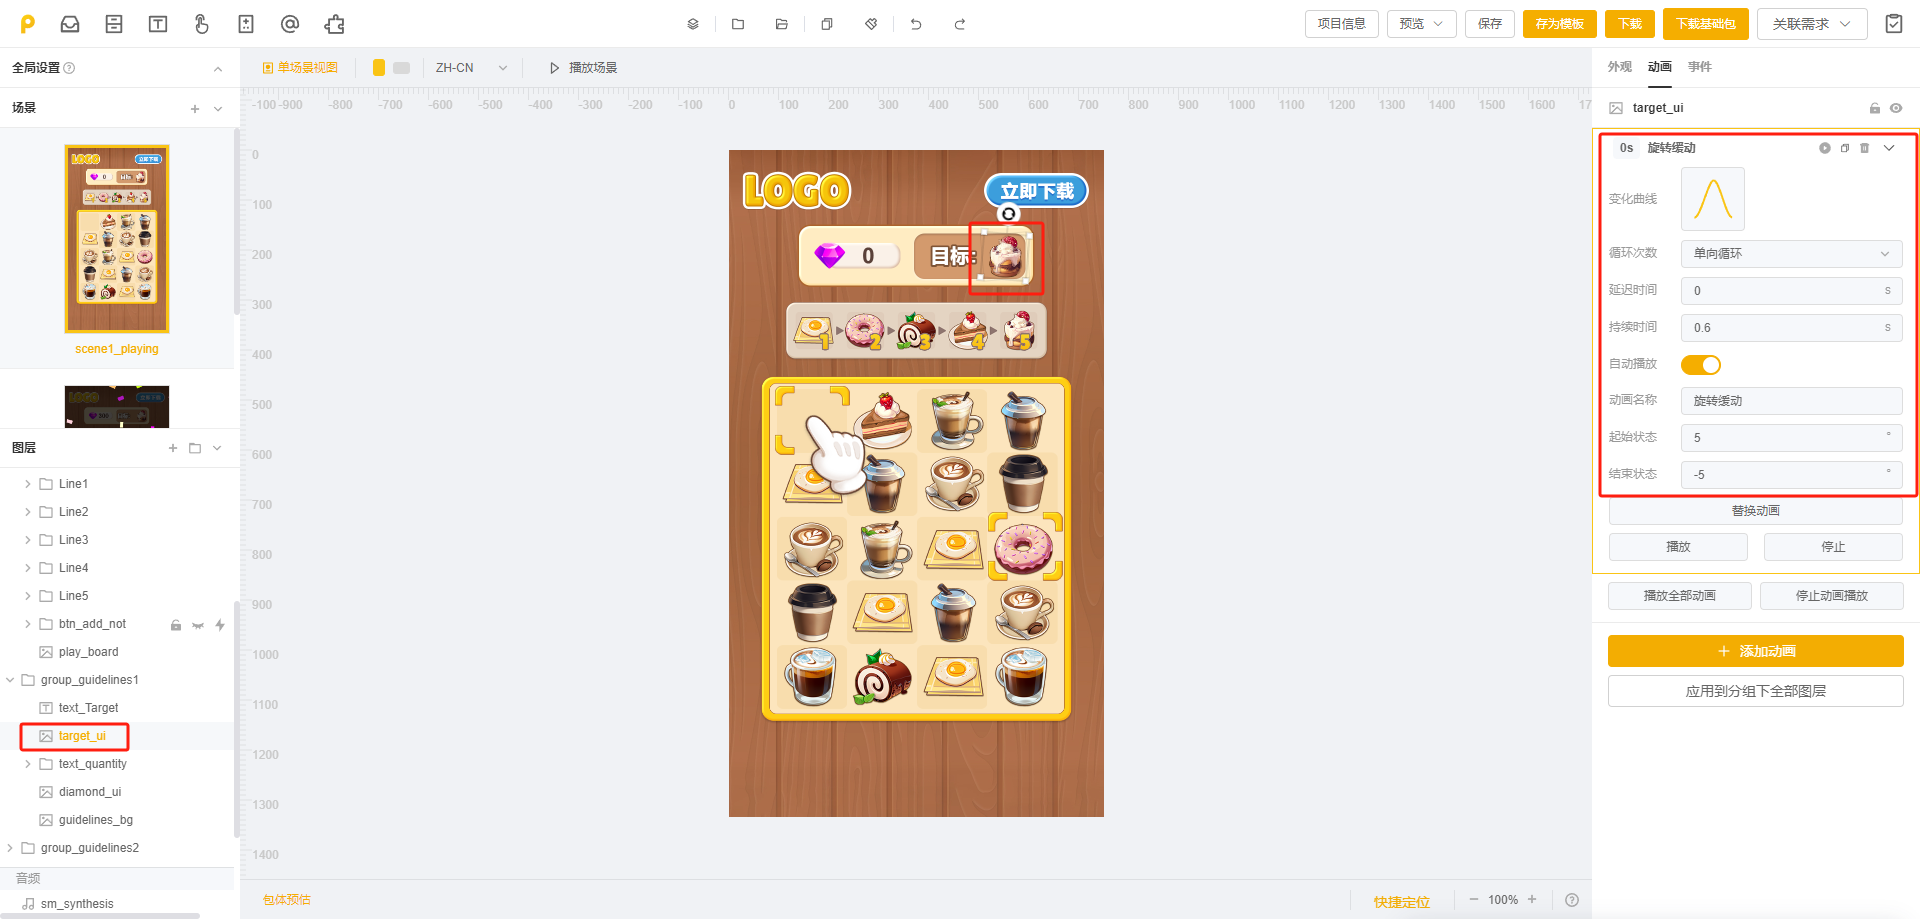 项目信息
预览
保存
存为模板
下载
下载基础包
关联需求
全局设置
单场景视图
ZH-CN
播放场景
外观
动画
事件
场景
-100 -900 -800 -700 -600 -500 -400 -300 -200 -100 0 100 200 300 400 500 600 700 800 900 1000 1100 1200 1300 1400 1500 1600 17
target_ui
0
100
200
300
400
500
600
700
800
900
1000
1100
1200
1300
1400
scene1_playing
图层
Line1
Line2
Line3
Line4
Line5
btn_add_not
play_board
group_guidelines1
text_Target
target_ui
text_quantity
diamond_ui
guidelines_bg
group_guidelines2
音频
sm_synthesis
LOGO
立即下载
0
目标:
1
2
3
4
5
包体预估
快捷定位
100%
0s
旋转缓动
变化曲线
循环次数
单向循环
延迟时间
0
s
持续时间
0.6
s
自动播放
动画名称
旋转缓动
起始状态
5
°
结束状态
-5
°
替换动画
播放
停止
播放全部动画
停止动画播放
添加动画
应用到分组下全部图层